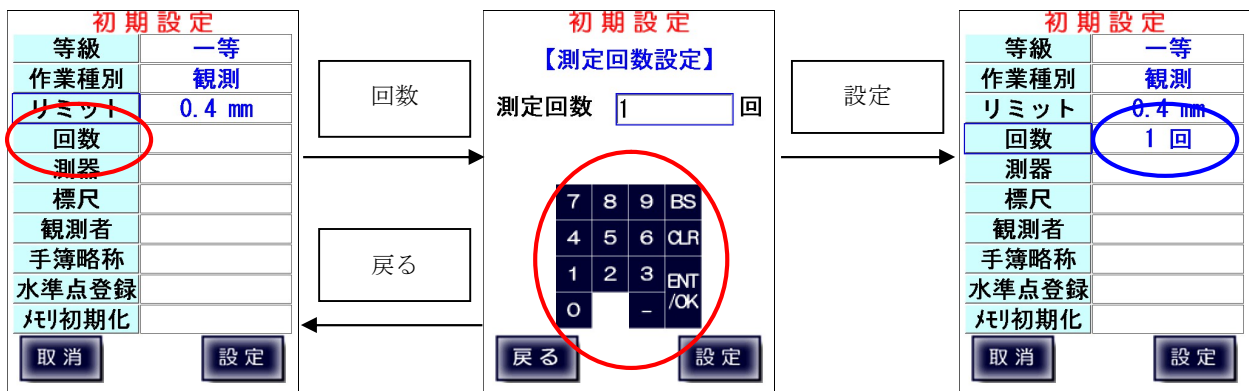 初期設定
等級 一等
作業種別 観測
リミット 0.4 mm
回数
測器
標尺
観測者
手簿略称
水準点登録
ﾒﾓﾘ初期化
取消 設定
回数
戻る
初期設定
【測定回数設定】
測定回数 1 回
7 8 9 BS
4 5 6 CLR
1 2 3 ENT/OK
0 -
戻る 設定
設定
初期設定
等級 一等
作業種別 観測
リミット 0.4 mm
回数 1 回
測器
標尺
観測者
手簿略称
水準点登録
ﾒﾓﾘ初期化
取消 設定